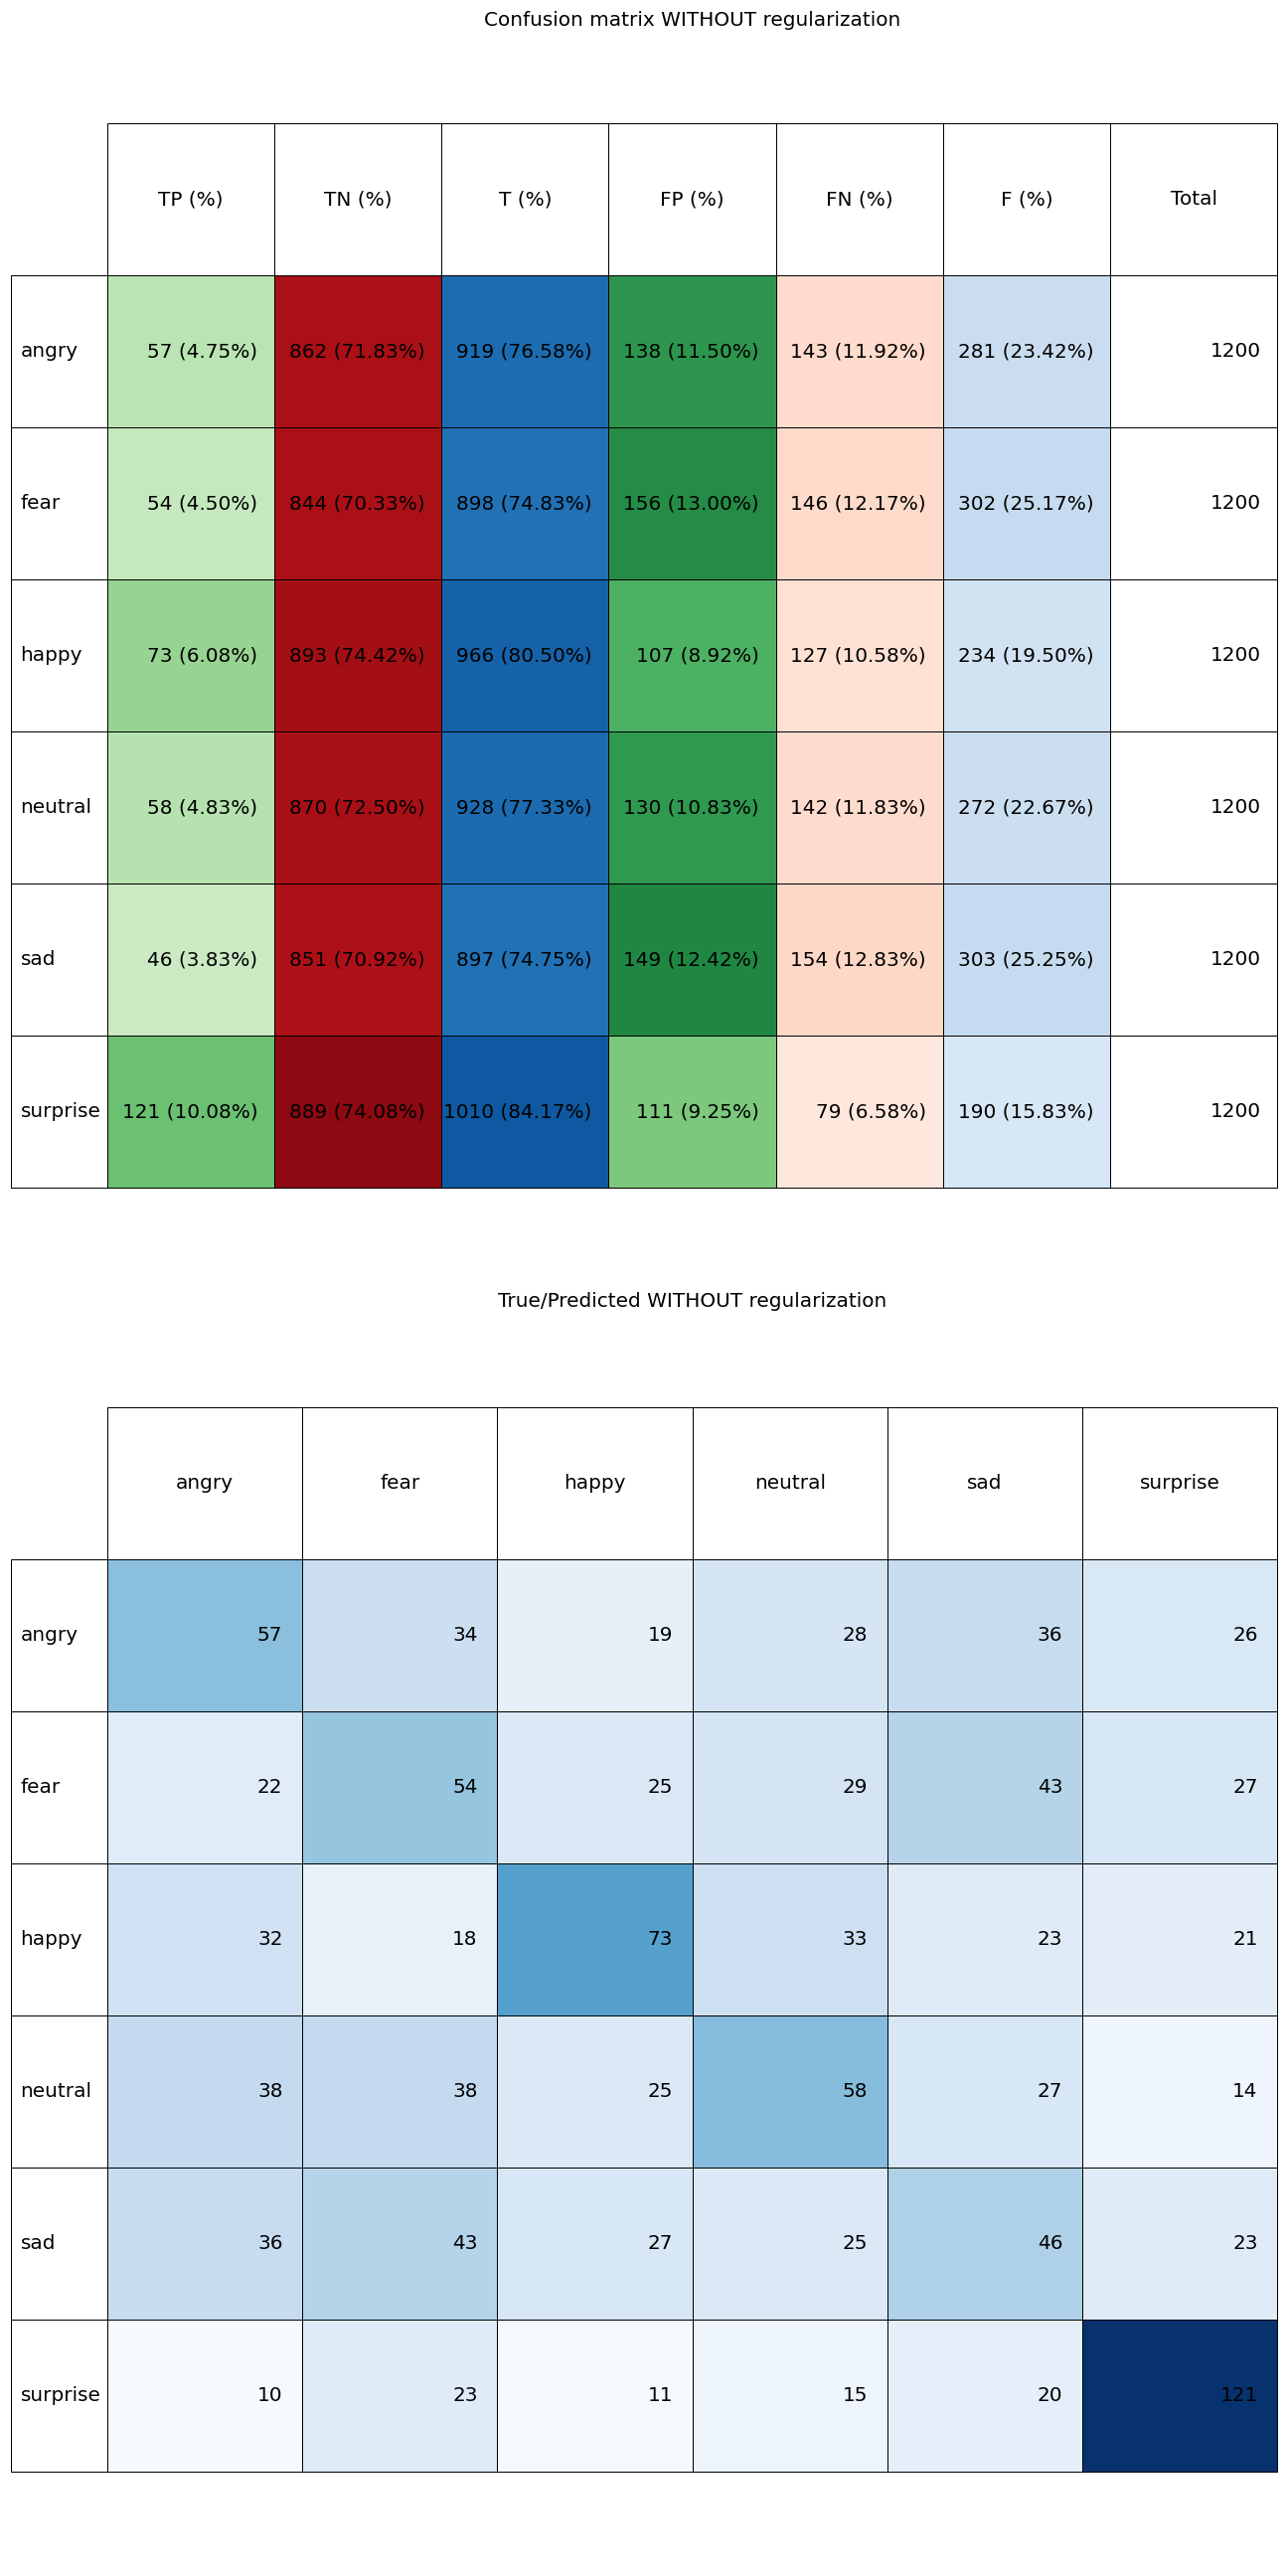 Confusion matrix WITHOUT regularization
TP (%) TN (%) T (%) FP (%) FN (%) F (%) Total
angry 57 (4.75%) 862 (71.83%) 919 (76.58%) 138 (11.50%) 143 (11.92%) 281 (23.42%) 1200
fear 54 (4.50%) 844 (70.33%) 898 (74.83%) 156 (13.00%) 146 (12.17%) 302 (25.17%) 1200
happy 73 (6.08%) 893 (74.42%) 966 (80.50%) 107 (8.92%) 127 (10.58%) 234 (19.50%) 1200
neutral 58 (4.83%) 870 (72.50%) 928 (77.33%) 130 (10.83%) 142 (11.83%) 272 (22.67%) 1200
sad 46 (3.83%) 851 (70.92%) 897 (74.75%) 149 (12.42%) 154 (12.83%) 303 (25.25%) 1200
surprise 121 (10.08%) 889 (74.08%) 1010 (84.17%) 111 (9.25%) 79 (6.58%) 190 (15.83%) 1200
True/Predicted WITHOUT regularization
angry fear happy neutral sad surprise
angry 57 34 19 28 36 26
fear 22 54 25 29 43 27
happy 32 18 73 33 23 21
neutral 38 38 25 58 27 14
sad 36 43 27 25 46 23
surprise 10 23 11 15 20 121